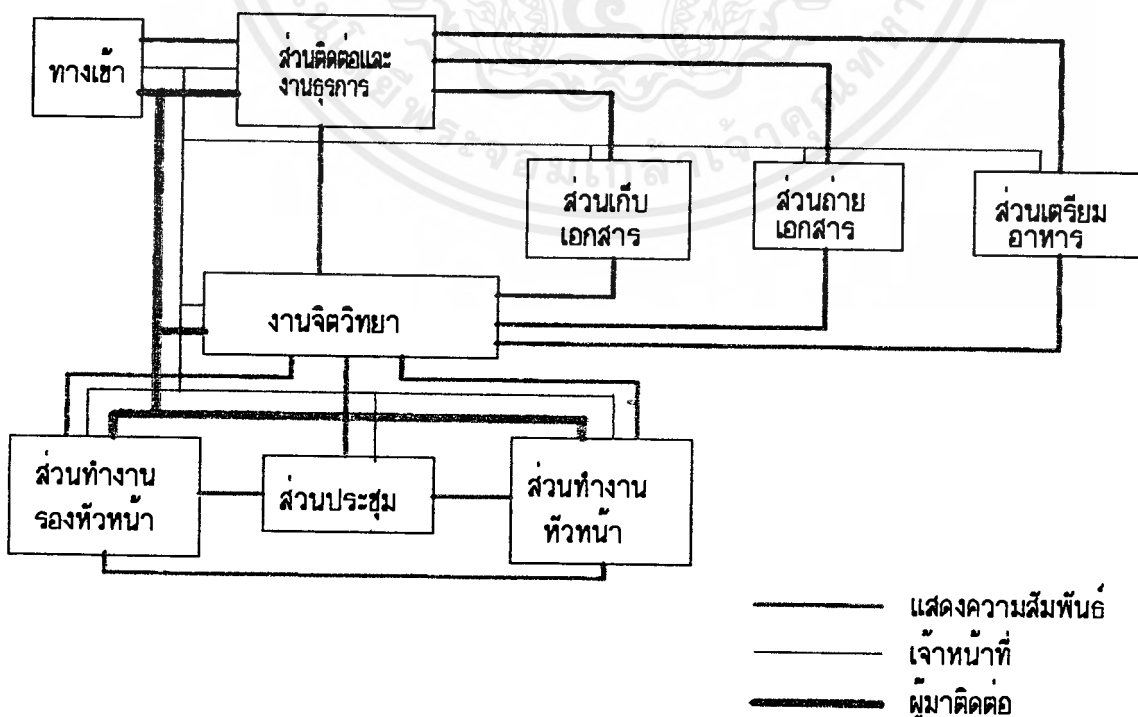 ทางเข้า
ส่วนติดต่อและ
งานธุรการ
ส่วนเก็บ
เอกสาร
ส่วนถ่าย
เอกสาร
ส่วนเตรียม
อาหาร
งานจิตวิทยา
ส่วนทำงาน
รองหัวหน้า
ส่วนประชุม
ส่วนทำงาน
หัวหน้า
แสดงความสัมพันธ์
เจ้าหน้าที่
ผู้มาติดต่อ